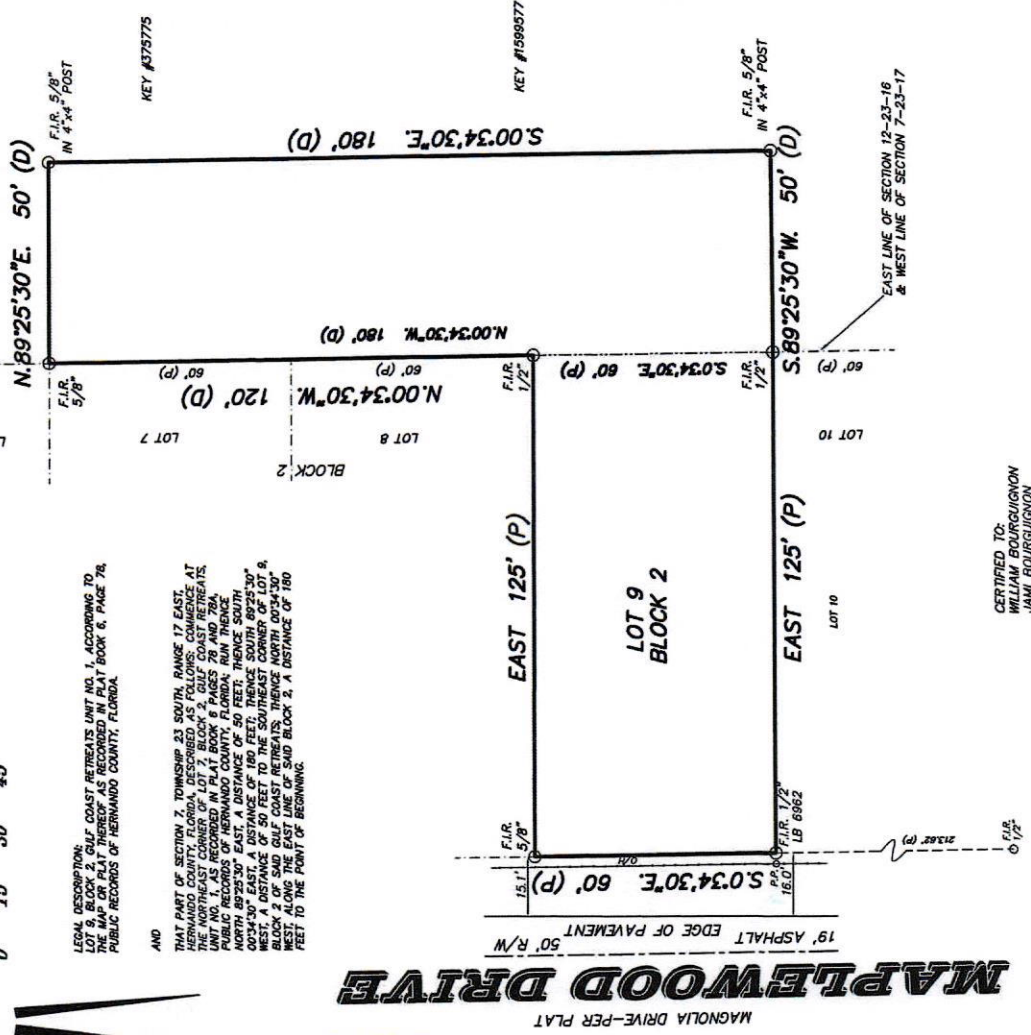 0 15 30 45
N.89°25'30"E. 50' (D)
F.I.R. 5/8"
IN 4"x4" POST
KEY #375775
F.I.R.
5/8"
LOT 7
60' (P)
N.00°34'30"W. 120' (D)
N.00°34'30"W. 180' (D)
S.00°34'30"E. 180' (D)
BLOCK 2
LOT 8
60' (P)
LEGAL DESCRIPTION:
LOT 9, BLOCK 2, GULF COAST RETREATS UNIT NO. 1, ACCORDING TO
THE MAP OR PLAT THEREOF AS RECORDED IN PLAT BOOK 6, PAGE 78,
PUBLIC RECORDS OF HERNANDO COUNTY, FLORIDA.
AND
THAT PART OF SECTION 7, TOWNSHIP 23 SOUTH, RANGE 17 EAST,
HERNANDO COUNTY, FLORIDA, DESCRIBED AS FOLLOWS: COMMENCE AT
THE NORTHEAST CORNER OF LOT 7, BLOCK 2, GULF COAST RETREATS,
UNIT NO. 1, AS RECORDED IN PLAT BOOK 6 PAGES 78 AND 78A,
PUBLIC RECORDS OF HERNANDO COUNTY, FLORIDA; RUN THENCE
NORTH 89°25'30" EAST, A DISTANCE OF 50 FEET; THENCE SOUTH
00°34'30" EAST, A DISTANCE OF 180 FEET; THENCE SOUTH 89°25'30"
WEST, A DISTANCE OF 50 FEET TO THE SOUTHEAST CORNER OF LOT 9,
BLOCK 2 OF SAID GULF COAST RETREATS; THENCE NORTH 00°34'30"
WEST, ALONG THE EAST LINE OF SAID BLOCK 2, A DISTANCE OF 180
FEET TO THE POINT OF BEGINNING.
KEY #1599577
F.I.R.
1/2"
EAST 125' (P)
F.I.R.
5/8"
15.1'
LOT 9
BLOCK 2
S.0°34'30"E. 60' (P)
O/H
S.0°34'30"E. 60' (P)
F.I.R.
1/2"
F.I.R. 5/8"
IN 4"x4" POST
S.89°25'30"W. 50' (D)
EAST 125' (P)
F.I.R. 1/2"
LB 6962
P.P.
16.0'
LOT 10
LOT 10
60' (P)
EAST LINE OF SECTION 12-23-16
& WEST LINE OF SECTION 7-23-17
213.62' (P)
F.I.R.
1/2"
19' ASPHALT
EDGE OF PAVEMENT
50' R/W
MAPLEWOOD DRIVE
MAGNOLIA DRIVE-PER PLAT
CERTIFIED TO:
WILLIAM BOURGUIGNON
JAMI BOURGUIGNON